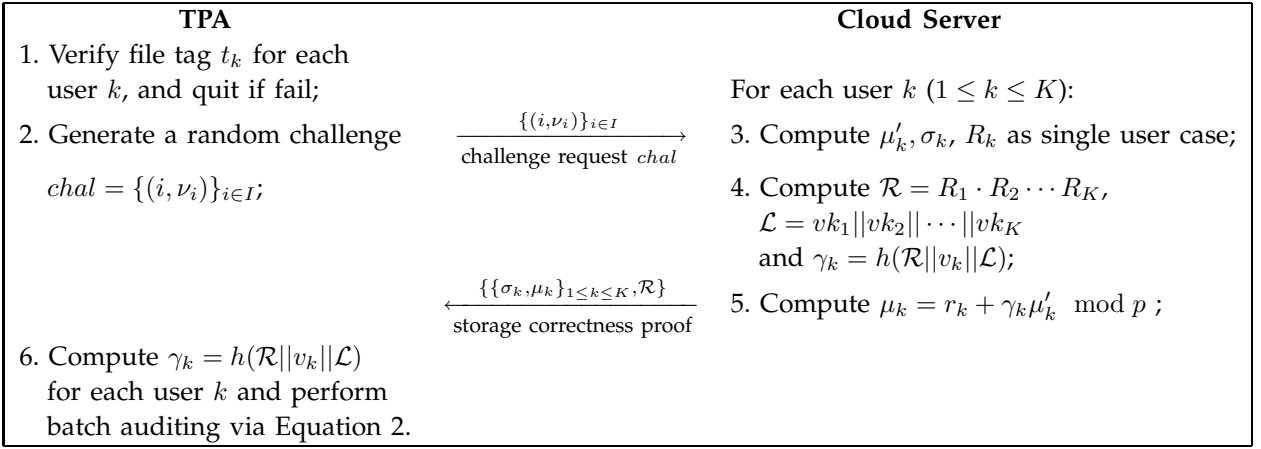 TPA
Cloud Server
1. Verify file tag t_k for each
user k, and quit if fail;
For each user k (1 ≤ k ≤ K):
2. Generate a random challenge
{(i,ν_i)}_{i∈I}
challenge request chal
3. Compute μ′_k, σ_k, R_k as single user case;
chal = {(i, ν_i)}_{i∈I};
4. Compute ℛ = R_1 · R_2 ··· R_K,
ℒ = vk_1||vk_2|| ··· ||vk_K
and γ_k = h(ℛ||v_k||ℒ);
{{σ_k,μ_k}_{1≤k≤K},ℛ}
storage correctness proof
5. Compute μ_k = r_k + γ_kμ′_k mod p ;
6. Compute γ_k = h(ℛ||v_k||ℒ)
for each user k and perform
batch auditing via Equation 2.